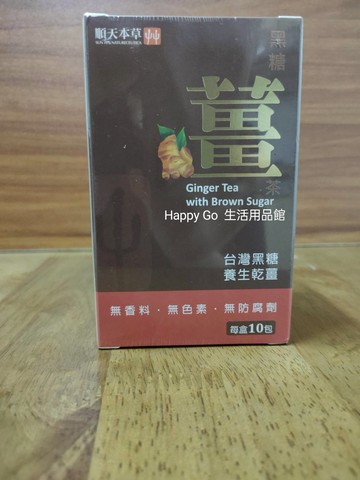 順天本草
黑糖
薑
茶
Ginger Tea
with Brown Sugar
Happy Go 生活用品館
台灣黑糖
養生乾薑
無香料・無色素・無防腐劑
每盒10包